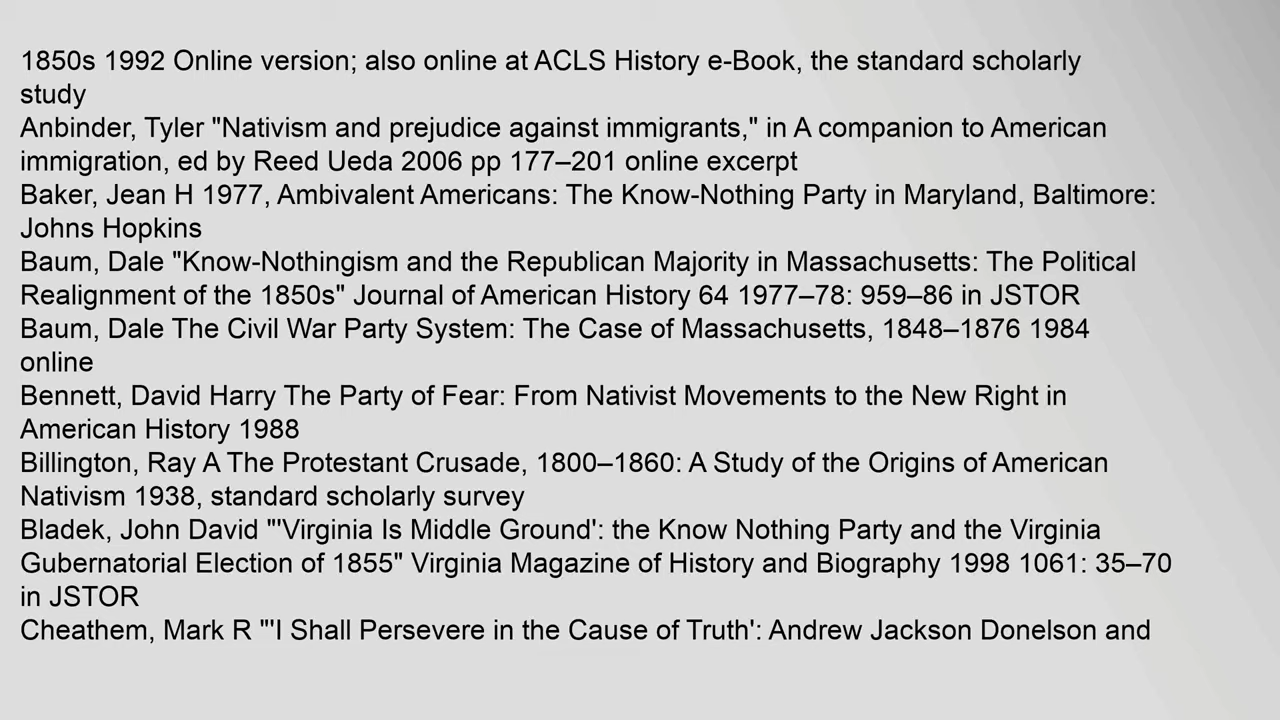 1850s 1992 Online version; also online at ACLS History e-Book, the standard scholarly
study
Anbinder, Tyler "Nativism and prejudice against immigrants," in A companion to American
immigration, ed by Reed Ueda 2006 pp 177–201 online excerpt
Baker, Jean H 1977, Ambivalent Americans: The Know-Nothing Party in Maryland, Baltimore:
Johns Hopkins
Baum, Dale "Know-Nothingism and the Republican Majority in Massachusetts: The Political
Realignment of the 1850s" Journal of American History 64 1977–78: 959–86 in JSTOR
Baum, Dale The Civil War Party System: The Case of Massachusetts, 1848–1876 1984
online
Bennett, David Harry The Party of Fear: From Nativist Movements to the New Right in
American History 1988
Billington, Ray A The Protestant Crusade, 1800–1860: A Study of the Origins of American
Nativism 1938, standard scholarly survey
Bladek, John David "'Virginia Is Middle Ground': the Know Nothing Party and the Virginia
Gubernatorial Election of 1855" Virginia Magazine of History and Biography 1998 1061: 35–70
in JSTOR
Cheathem, Mark R "'I Shall Persevere in the Cause of Truth': Andrew Jackson Donelson and